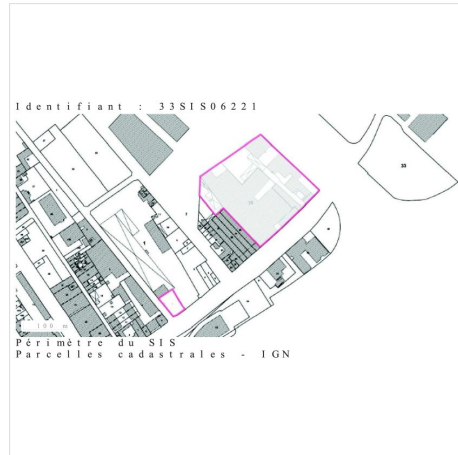 Identifiant : 33SIS06221
100 m
Périmètre du SIS
Parcelles cadastrales - IGN